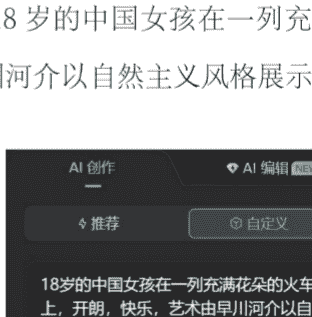 18岁的中国女孩在一列充
川河介以自然主义风格展示
AI 创作
AI 编辑 NEW
推荐
自定义
18岁的中国女孩在一列充满花朵的火车
上，开朗，快乐，艺术由早川河介以自